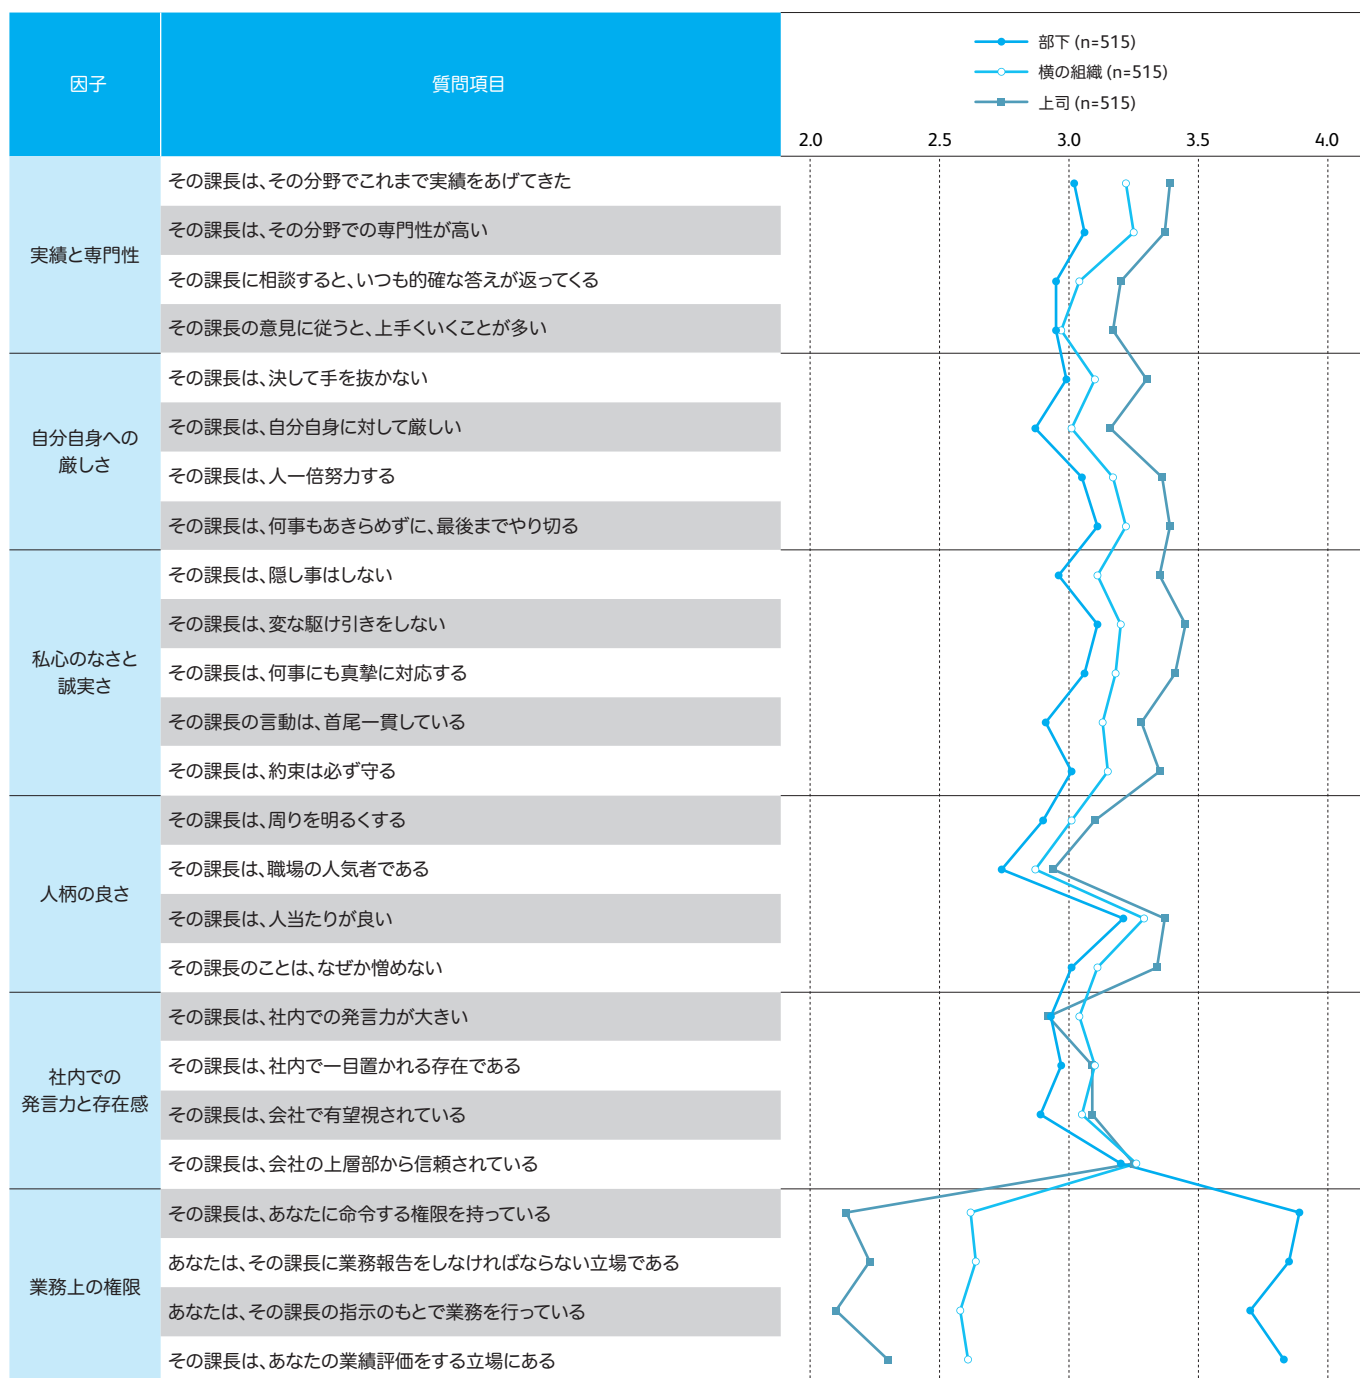 因子
質問項目
部下 (n=515)
横の組織 (n=515)
上司 (n=515)
2.0 2.5 3.0 3.5 4.0
実績と専門性
その課長は、その分野でこれまで実績をあげてきた
その課長は、その分野での専門性が高い
その課長に相談すると、いつも的確な答えが返ってくる
その課長の意見に従うと、上手くいくことが多い
自分自身への
厳しさ
その課長は、決して手を抜かない
その課長は、自分自身に対して厳しい
その課長は、人一倍努力する
その課長は、何事もあきらめずに、最後までやり切る
私心のなさと
誠実さ
その課長は、隠し事はしない
その課長は、変な駆け引きをしない
その課長は、何事にも真摯に対応する
その課長の言動は、首尾一貫している
その課長は、約束は必ず守る
人柄の良さ
その課長は、周りを明るくする
その課長は、職場の人気者である
その課長は、人当たりが良い
その課長のことは、なぜか憎めない
社内での
発言力と存在感
その課長は、社内での発言力が大きい
その課長は、社内で一目置かれる存在である
その課長は、会社で有望視されている
その課長は、会社の上層部から信頼されている
業務上の権限
その課長は、あなたに命令する権限を持っている
あなたは、その課長に業務報告をしなければならない立場である
あなたは、その課長の指示のもとで業務を行っている
その課長は、あなたの業績評価をする立場にある